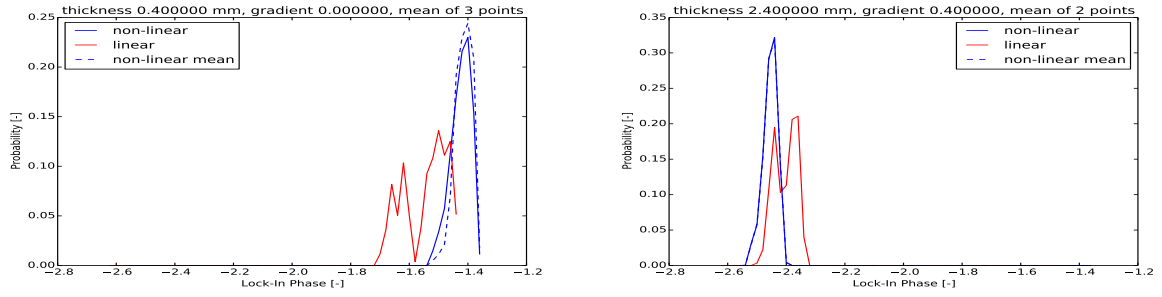 thickness 0.400000 mm, gradient 0.000000, mean of 3 points
0.25
0.20
0.15
0.10
0.05
0.00
Probability [-]
non-linear
linear
non-linear mean
−2.8 −2.6 −2.4 −2.2 −2.0 −1.8 −1.6 −1.4 −1.2
Lock-In Phase [-]
thickness 2.400000 mm, gradient 0.400000, mean of 2 points
0.35
0.30
0.25
0.20
0.15
0.10
0.05
0.00
Probability [-]
non-linear
linear
non-linear mean
−2.8 −2.6 −2.4 −2.2 −2.0 −1.8 −1.6 −1.4 −1.2
Lock-In Phase [-]